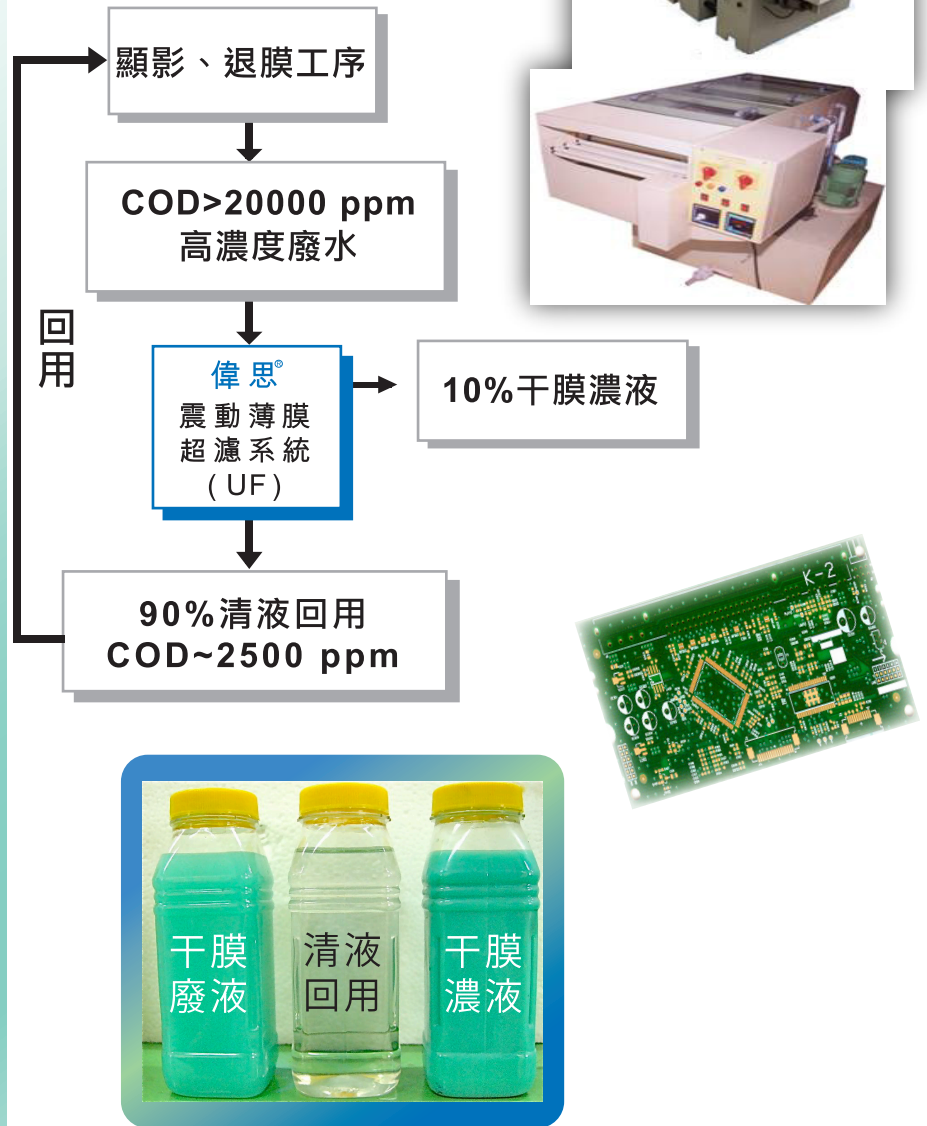 顯影、退膜工序
COD>20000 ppm
高濃度廢水
回
用
偉思®
震動薄膜
超濾系統
(UF)
10%干膜濃液
90%清液回用
COD~2500 ppm
K-2
干膜
廢液
清液
回用
干膜
濃液